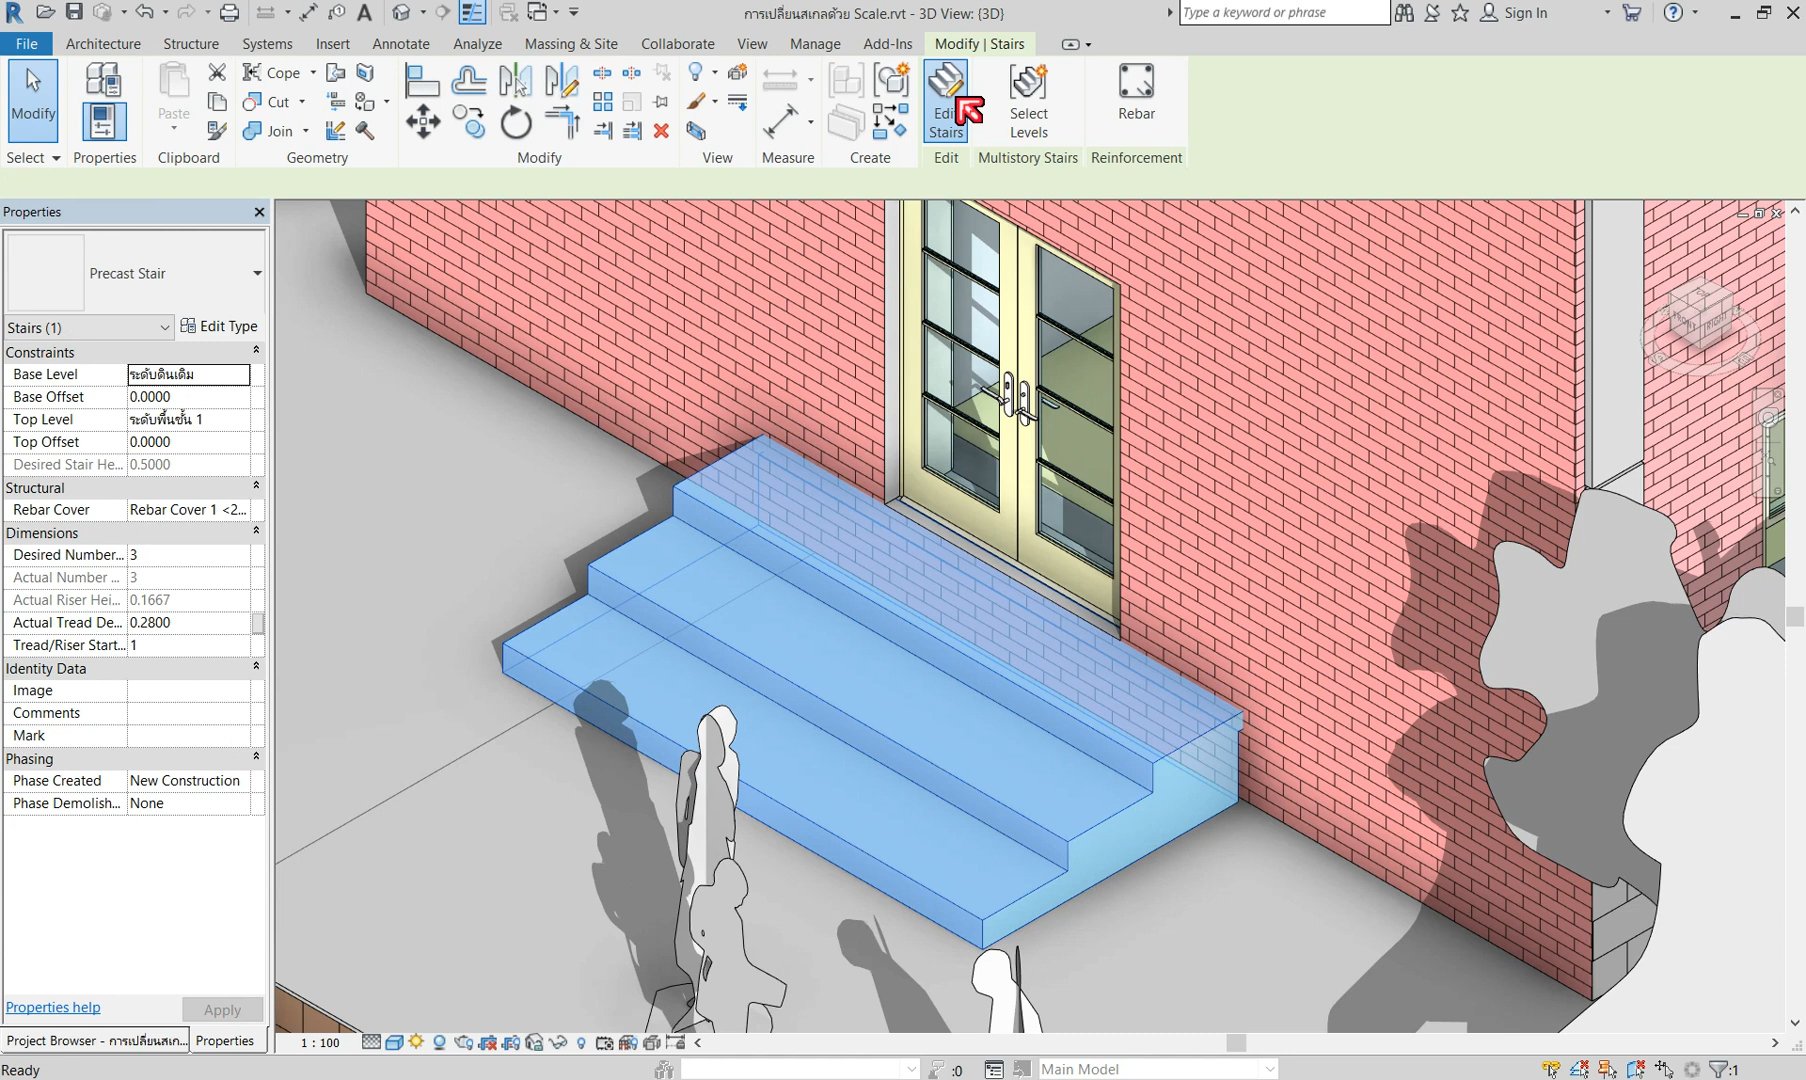 การเปลี่ยนสเกลด้วย Scale.rvt - 3D View: {3D}
Type a keyword or phrase
Sign In
File Architecture Structure Systems Insert Annotate Analyze Massing & Site Collaborate View Manage Add-Ins Modify | Stairs
Modify
Paste
Cope
Cut
Join
Edit Stairs
Select Levels
Rebar
Select Properties Clipboard Geometry Modify View Measure Create Edit Multistory Stairs Reinforcement
Properties
Precast Stair
Stairs (1) Edit Type
Constraints
Base Level ระดับดินเดิม
Base Offset 0.0000
Top Level ระดับพื้นชั้น 1
Top Offset 0.0000
Desired Stair He... 0.5000
Structural
Rebar Cover Rebar Cover 1 <2...
Dimensions
Desired Number... 3
Actual Number ... 3
Actual Riser Hei... 0.1667
Actual Tread De... 0.2800
Tread/Riser Start... 1
Identity Data
Image
Comments
Mark
Phasing
Phase Created New Construction
Phase Demolish... None
Properties help Apply
Project Browser - การเปลี่ยนสเก... Properties
1 : 100
Ready
:0 Main Model :1
FRONT RIGHT